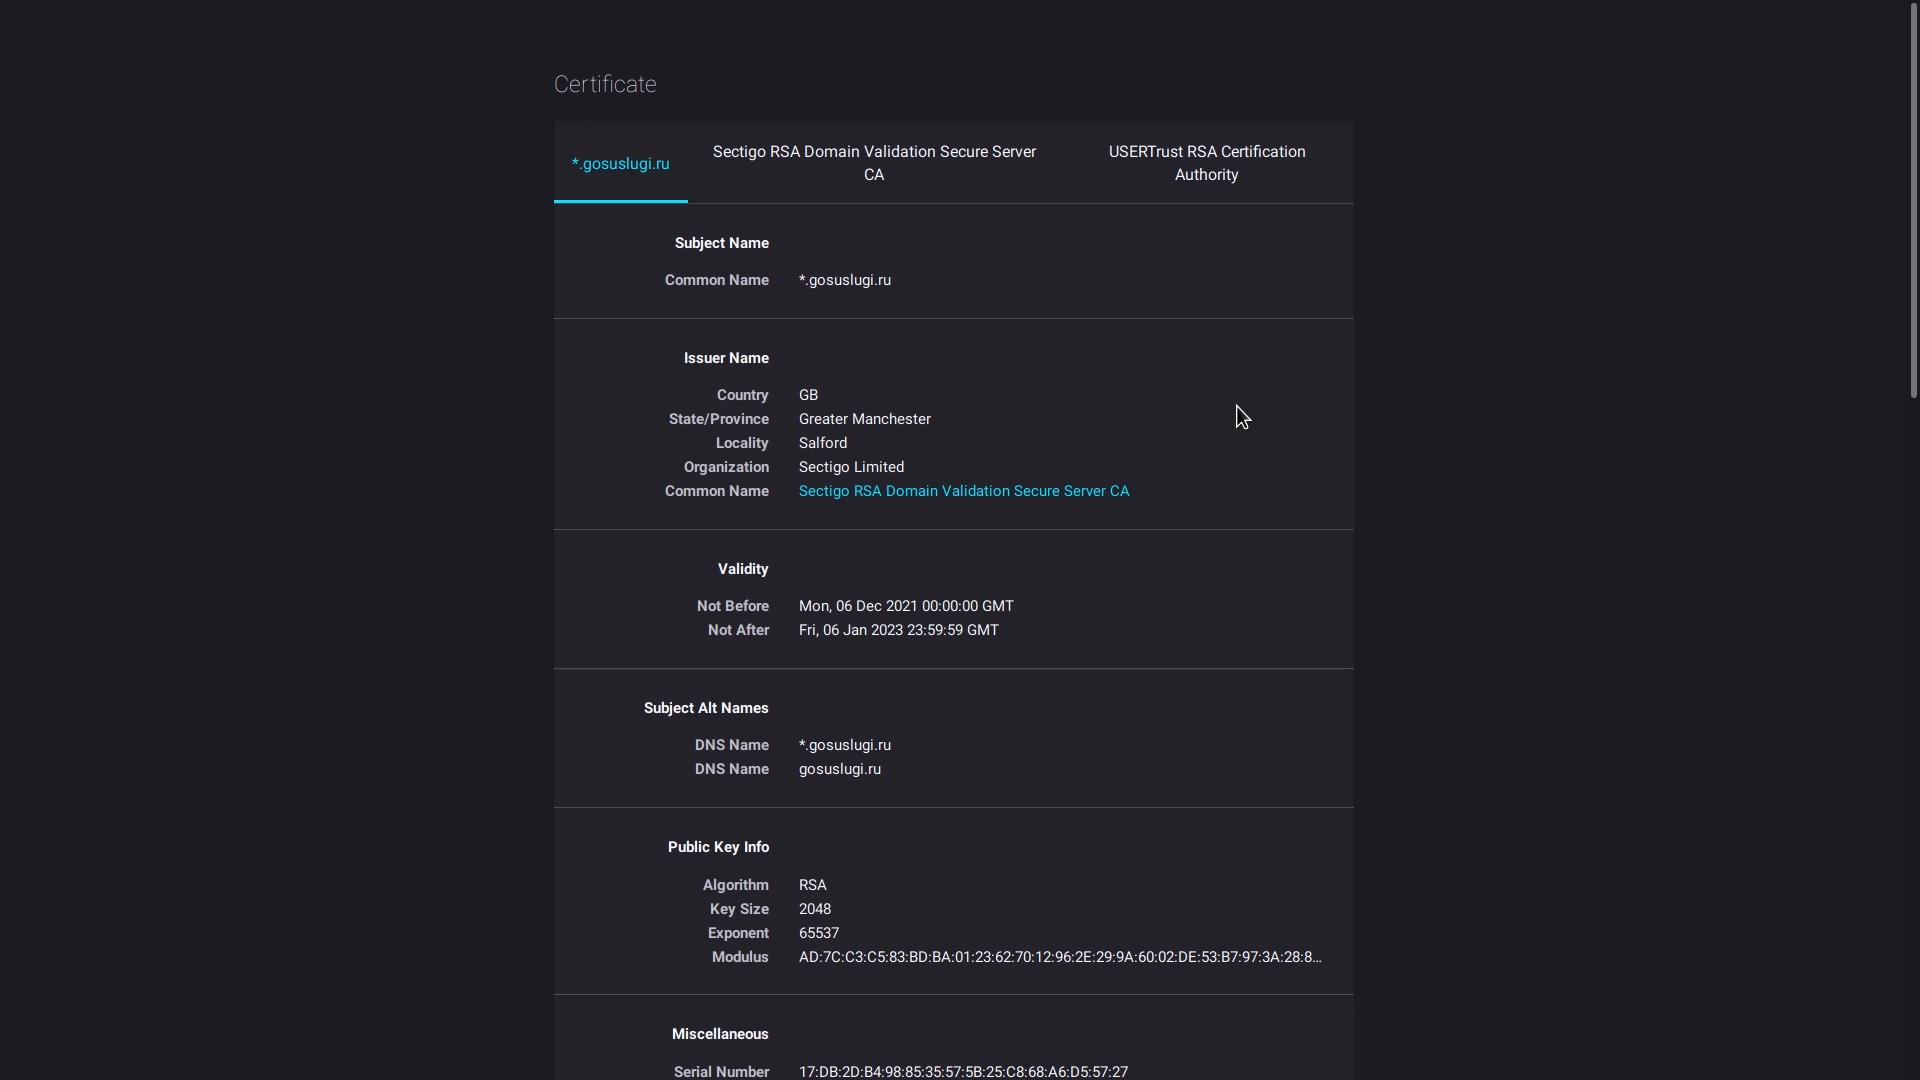 Certificate
*.gosuslugi.ru
Sectigo RSA Domain Validation Secure Server
CA
USERTrust RSA Certification
Authority
Subject Name
Common Name *.gosuslugi.ru
Issuer Name
Country GB
State/Province Greater Manchester
Locality Salford
Organization Sectigo Limited
Common Name Sectigo RSA Domain Validation Secure Server CA
Validity
Not Before Mon, 06 Dec 2021 00:00:00 GMT
Not After Fri, 06 Jan 2023 23:59:59 GMT
Subject Alt Names
DNS Name *.gosuslugi.ru
DNS Name gosuslugi.ru
Public Key Info
Algorithm RSA
Key Size 2048
Exponent 65537
Modulus AD:7C:C3:C5:83:BD:BA:01:23:62:70:12:96:2E:29:9A:60:02:DE:53:B7:97:3A:28:8...
Miscellaneous
Serial Number 17:DB:2D:B4:98:85:35:57:5B:25:C8:68:A6:D5:57:27